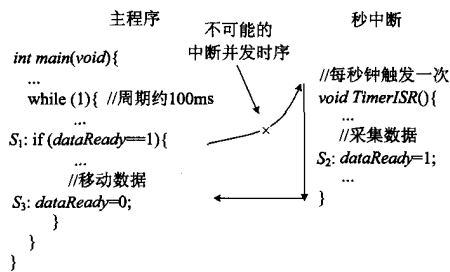 主程序
秒中断
不可能的
中断并发时序
int main(void){
...
while (1){ //周期约100ms
...
S₁: if (dataReady==1){
...
//移动数据
S₃: dataReady=0;
}
}
}
//每秒钟触发一次
void TimerISR(){
...
//采集数据
S₂: dataReady=1;
...
}